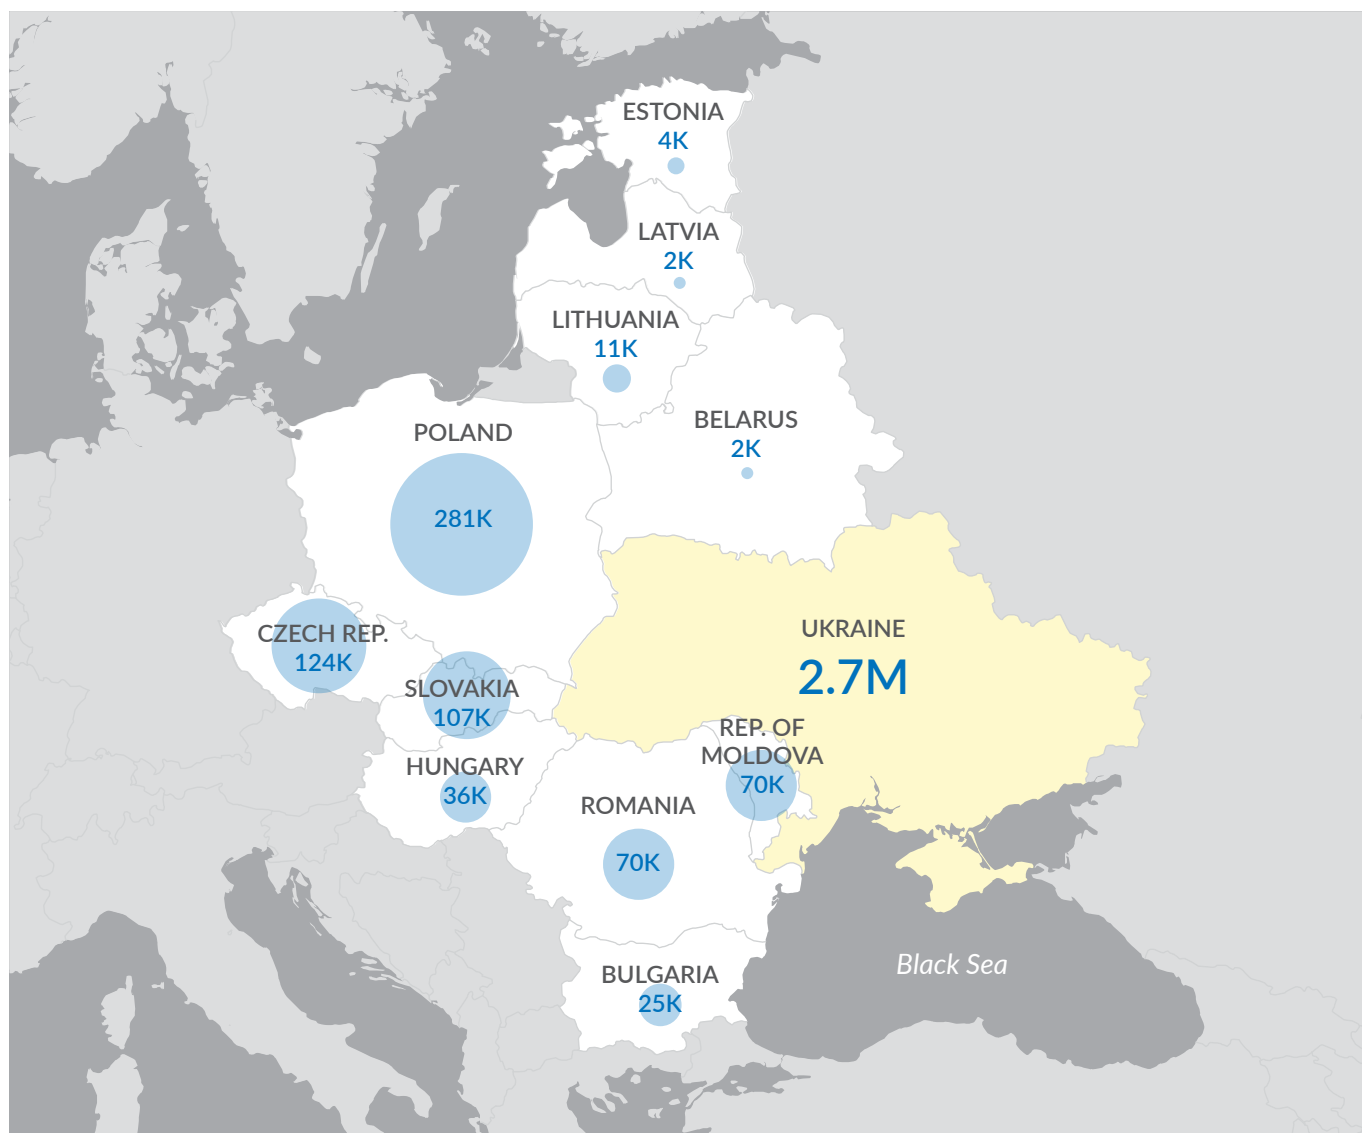 ESTONIA
4K
LATVIA
2K
LITHUANIA
11K
BELARUS
2K
POLAND
281K
UKRAINE
2.7M
CZECH REP.
124K
SLOVAKIA
107K
REP. OF
MOLDOVA
70K
HUNGARY
36K
ROMANIA
70K
BULGARIA
25K
Black Sea